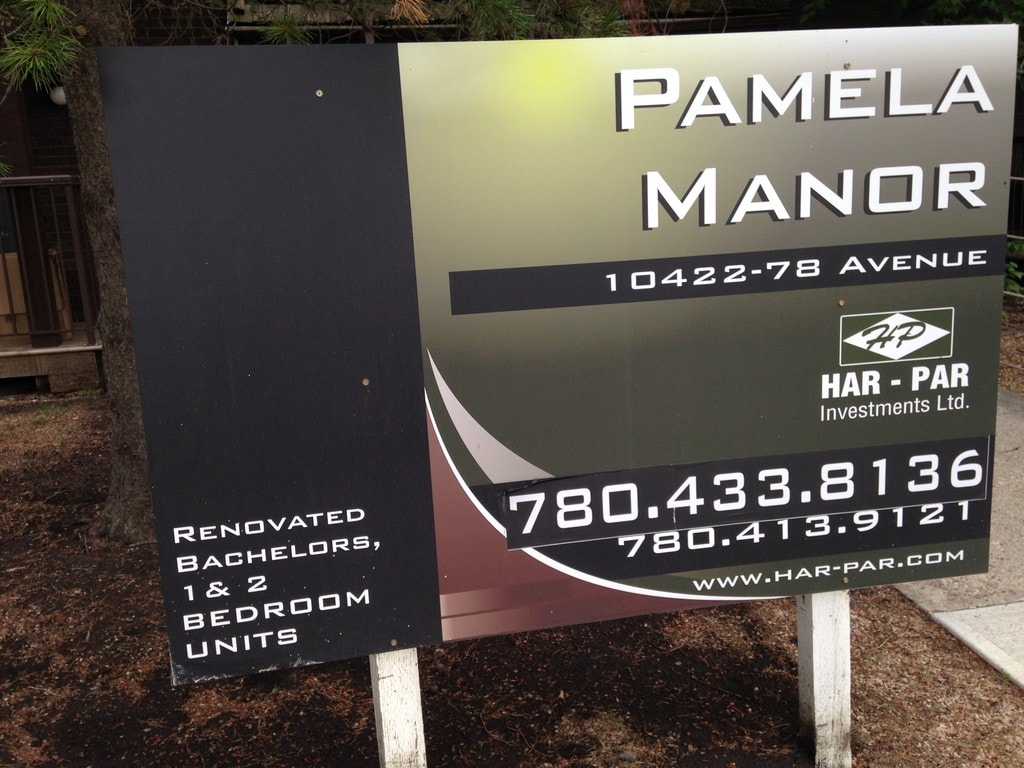 PAMELA
MANOR
10422-78 AVENUE
HP
HAR - PAR
Investments Ltd.
780.433.8136
780.413.9121
WWW.HAR-PAR.COM
RENOVATED
BACHELORS,
1 & 2
BEDROOM
UNITS